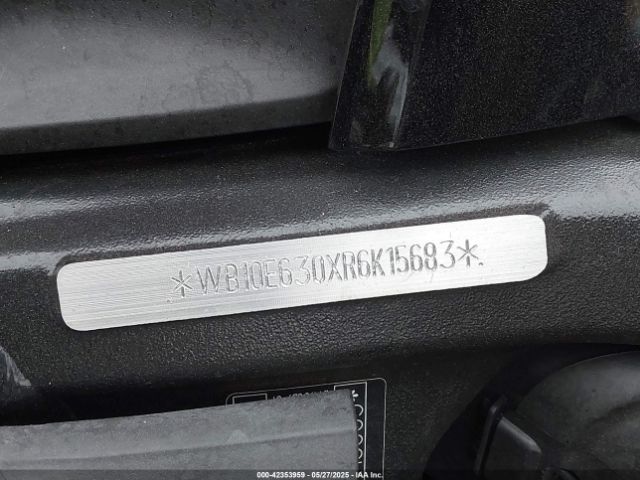 *WB10E630XR6K15683*
000-42353959 | 05/27/2025 | IAA Inc.